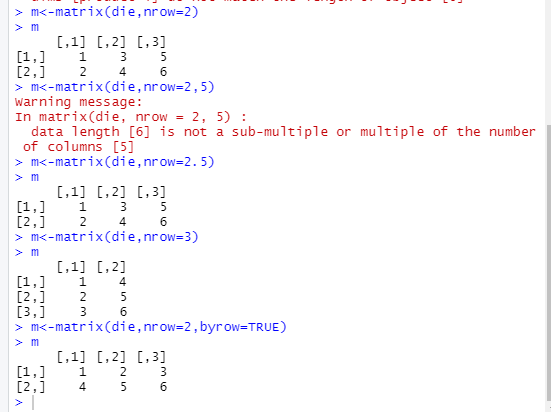 > m<-matrix(die,nrow=2)
> m
[,1] [,2] [,3]
[1,] 1 3 5
[2,] 2 4 6
> m<-matrix(die,nrow=2,5)
Warning message:
In matrix(die, nrow = 2, 5) :
data length [6] is not a sub-multiple or multiple of the number
of columns [5]
> m<-matrix(die,nrow=2.5)
> m
[,1] [,2] [,3]
[1,] 1 3 5
[2,] 2 4 6
> m<-matrix(die,nrow=3)
> m
[,1] [,2]
[1,] 1 4
[2,] 2 5
[3,] 3 6
> m<-matrix(die,nrow=2,byrow=TRUE)
> m
[,1] [,2] [,3]
[1,] 1 2 3
[2,] 4 5 6
>